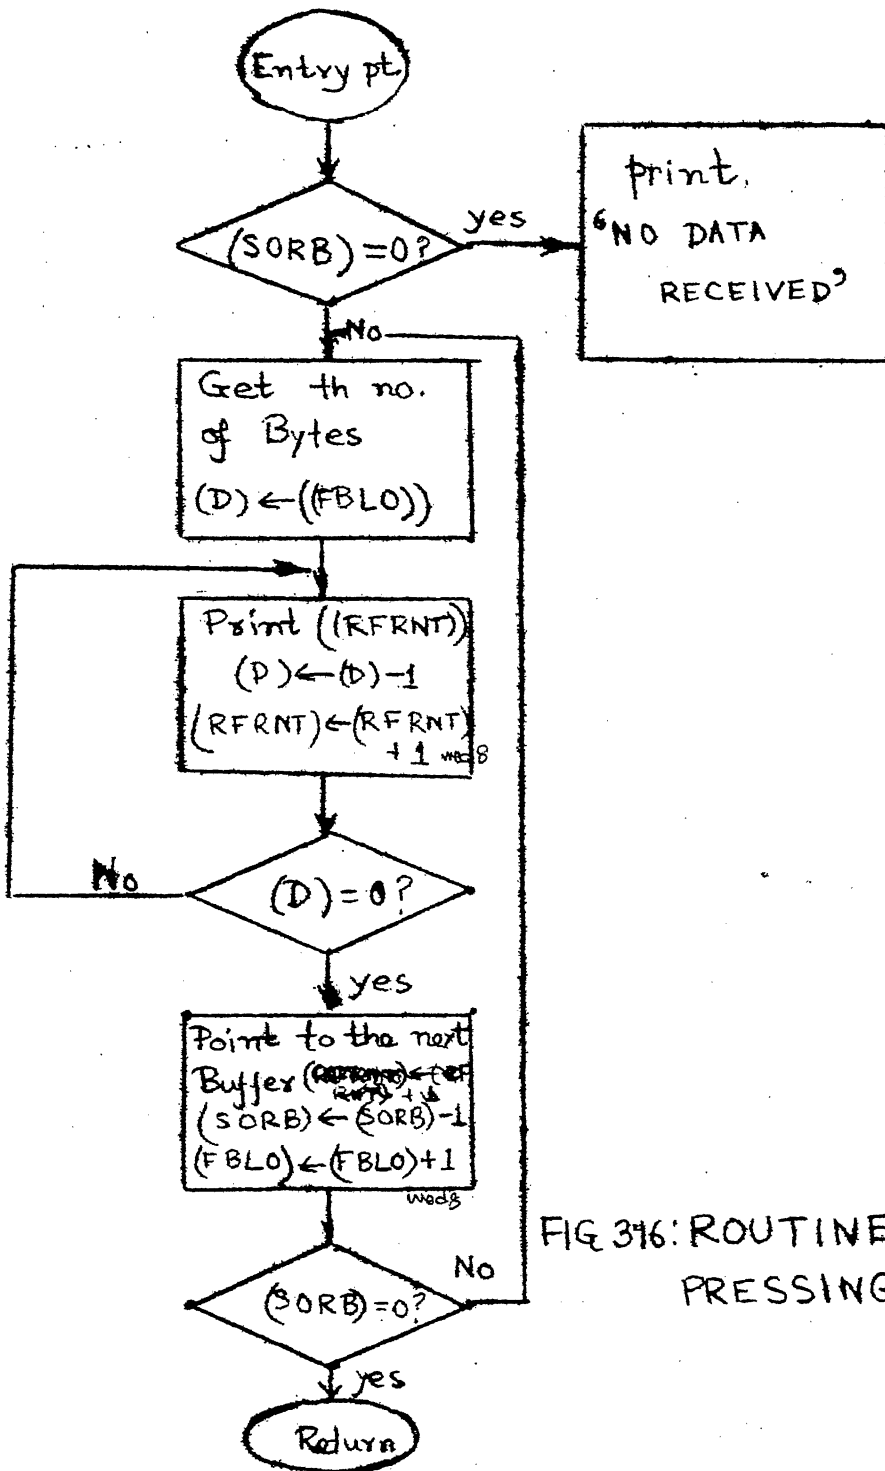 Entry pt.
(SORB)=0?
yes
print.
‘NO DATA
RECEIVED’
No
Get th no.
of Bytes
(D)←((FBLO))
Print ((RFRNT))
(D)←(D)-1
(RFRNT)←(RFRNT)
+1 mod8
No
(D)=0?
yes
Point to the next
Buffer
(SORB)←(SORB)-1
(FBLO)←(FBLO)+1
mod8
(SORB)=0?
No
yes
Return
FIG. 3.16: ROUTINE
PRESSING